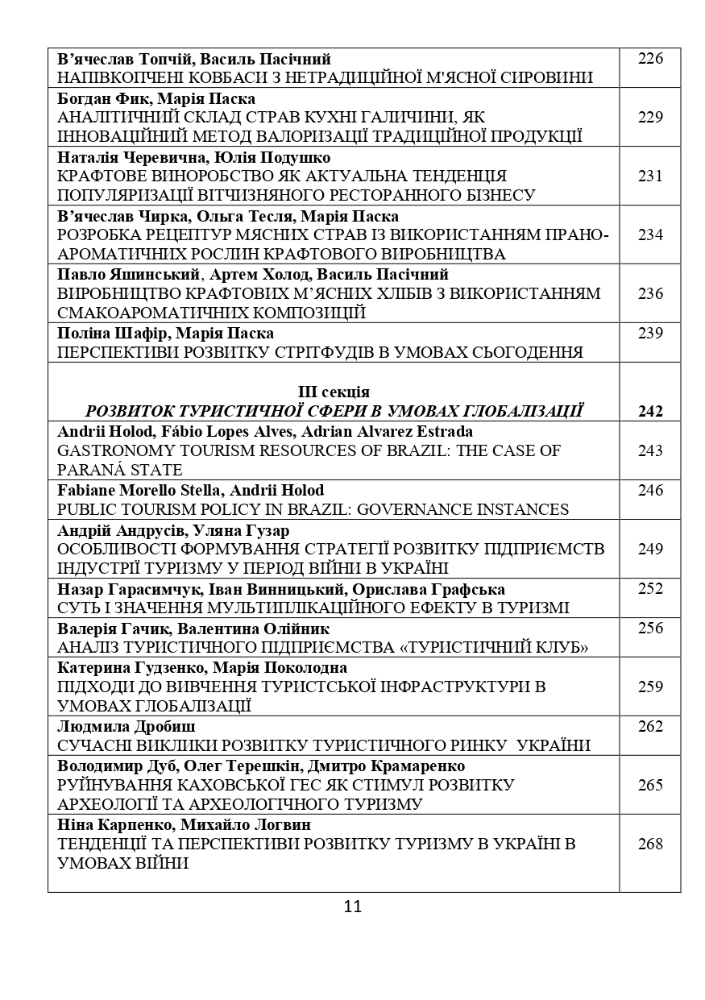 В’ячеслав Топчій, Василь Пасічний
226
НАПІВКОПЧЕНІ КОВБАСИ З НЕТРАДИЦІЙНОЇ М'ЯСНОЇ СИРОВИНИ
Богдан Фик, Марія Паска
АНАЛІТИЧНИЙ СКЛАД СТРАВ КУХНІ ГАЛИЧИНИ, ЯК
229
ІННОВАЦІЙНИЙ МЕТОД ВАЛОРИЗАЦІЇ ТРАДИЦІЙНОЇ ПРОДУКЦІЇ
Наталія Черевична, Юлія Подушко
КРАФТОВЕ ВИНОРОБСТВО ЯК АКТУАЛЬНА ТЕНДЕНЦІЯ
231
ПОПУЛЯРИЗАЦІЇ ВІТЧИЗНЯНОГО РЕСТОРАННОГО БІЗНЕСУ
В’ячеслав Чирка, Ольга Тесля, Марія Паска
РОЗРОБКА РЕЦЕПТУР МЯСНИХ СТРАВ ІЗ ВИКОРИСТАННЯМ ПРАНО-
234
АРОМАТИЧНИХ РОСЛИН КРАФТОВОГО ВИРОБНИЦТВА
Павло Яшинський, Артем Холод, Василь Пасічний
ВИРОБНИЦТВО КРАФТОВИХ М’ЯСНИХ ХЛІБІВ З ВИКОРИСТАННЯМ
236
СМАКОАРОМАТИЧНИХ КОМПОЗИЦІЙ
Поліна Шафір, Марія Паска
239
ПЕРСПЕКТИВИ РОЗВИТКУ СТРІТФУДІВ В УМОВАХ СЬОГОДЕННЯ
ІІІ секція
РОЗВИТОК ТУРИСТИЧНОЇ СФЕРИ В УМОВАХ ГЛОБАЛІЗАЦІЇ
242
Andrii Holod, Fábio Lopes Alves, Adrian Alvarez Estrada
GASTRONOMY TOURISM RESOURCES OF BRAZIL: THE CASE OF
243
PARANÁ STATE
Fabiane Morello Stella, Andrii Holod
246
PUBLIC TOURISM POLICY IN BRAZIL: GOVERNANCE INSTANCES
Андрій Андрусів, Уляна Гузар
ОСОБЛИВОСТІ ФОРМУВАННЯ СТРАТЕГІЇ РОЗВИТКУ ПІДПРИЄМСТВ
249
ІНДУСТРІЇ ТУРИЗМУ У ПЕРІОД ВІЙНИ В УКРАЇНІ
Назар Гарасимчук, Іван Винницький, Орислава Графська
252
СУТЬ І ЗНАЧЕННЯ МУЛЬТИПЛІКАЦІЙНОГО ЕФЕКТУ В ТУРИЗМІ
Валерія Гачик, Валентина Олійник
256
АНАЛІЗ ТУРИСТИЧНОГО ПІДПРИЄМСТВА «ТУРИСТИЧНИЙ КЛУБ»
Катерина Гудзенко, Марія Поколодна
ПІДХОДИ ДО ВИВЧЕННЯ ТУРИСТСЬКОЇ ІНФРАСТРУКТУРИ В
259
УМОВАХ ГЛОБАЛІЗАЦІЇ
Людмила Дробиш
262
СУЧАСНІ ВИКЛИКИ РОЗВИТКУ ТУРИСТИЧНОГО РИНКУ УКРАЇНИ
Володимир Дуб, Олег Терешкін, Дмитро Крамаренко
РУЙНУВАННЯ КАХОВСЬКОЇ ГЕС ЯК СТИМУЛ РОЗВИТКУ
265
АРХЕОЛОГІЇ ТА АРХЕОЛОГІЧНОГО ТУРИЗМУ
Ніна Карпенко, Михайло Логвин
ТЕНДЕНЦІЇ ТА ПЕРСПЕКТИВИ РОЗВИТКУ ТУРИЗМУ В УКРАЇНІ В
268
УМОВАХ ВІЙНИ
11